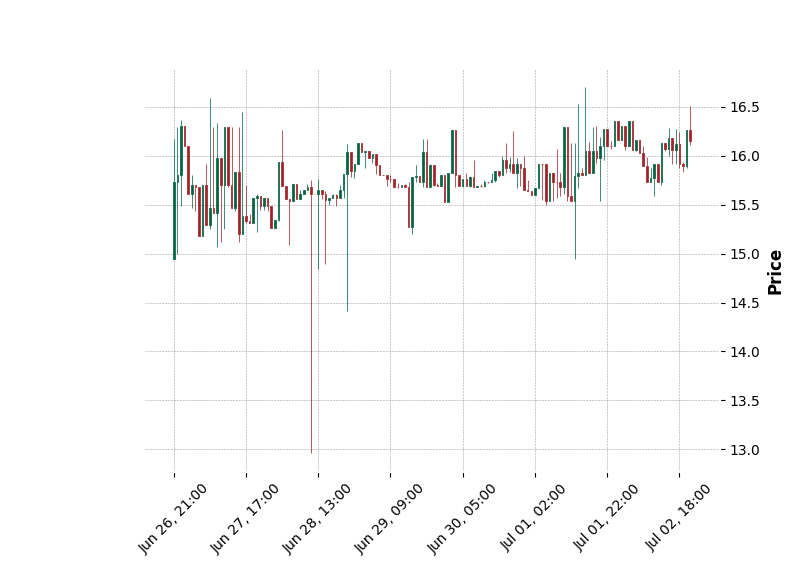 16.5
16.0
15.5
15.0
14.5
14.0
13.5
13.0
Price
Jun 26, 21:00
Jun 27, 17:00
Jun 28, 13:00
Jun 29, 09:00
Jun 30, 05:00
Jul 01, 02:00
Jul 01, 22:00
Jul 02, 18:00